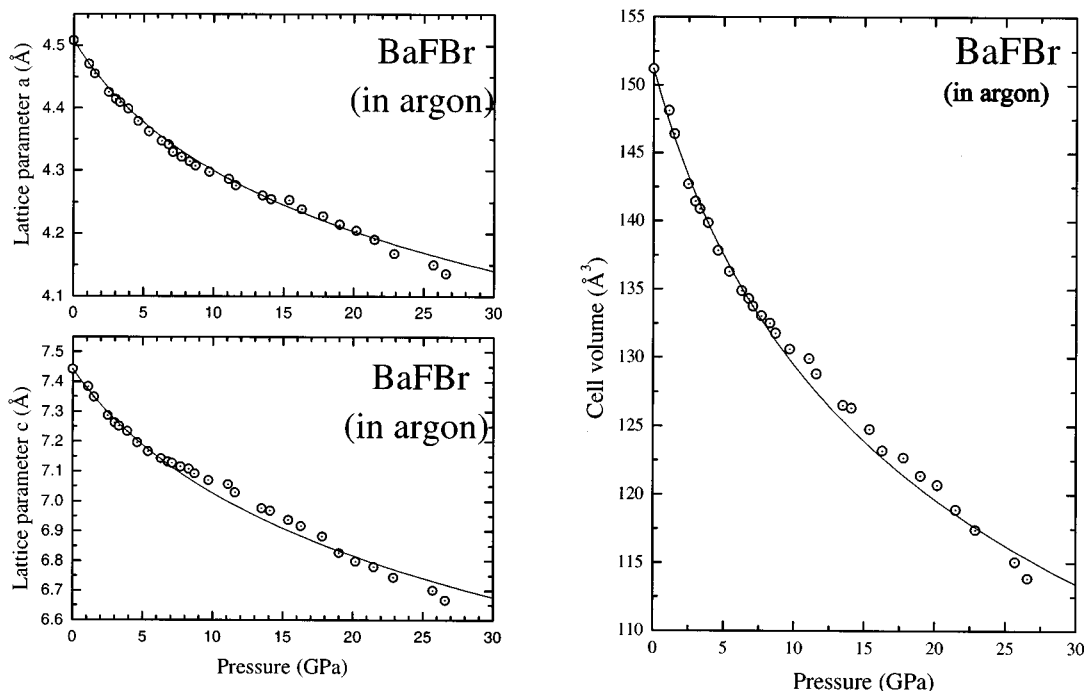 4.5
4.4
4.3
4.2
4.1
Lattice parameter a (Å)
BaFBr
(in argon)
0 5 10 15 20 25 30
7.5
7.4
7.3
7.2
7.1
7.0
6.9
6.8
6.7
6.6
Lattice parameter c (Å)
BaFBr
(in argon)
0 5 10 15 20 25 30
Pressure (GPa)
155
150
145
140
135
130
125
120
115
110
Cell volume (Å³)
BaFBr
(in argon)
0 5 10 15 20 25 30
Pressure (GPa)